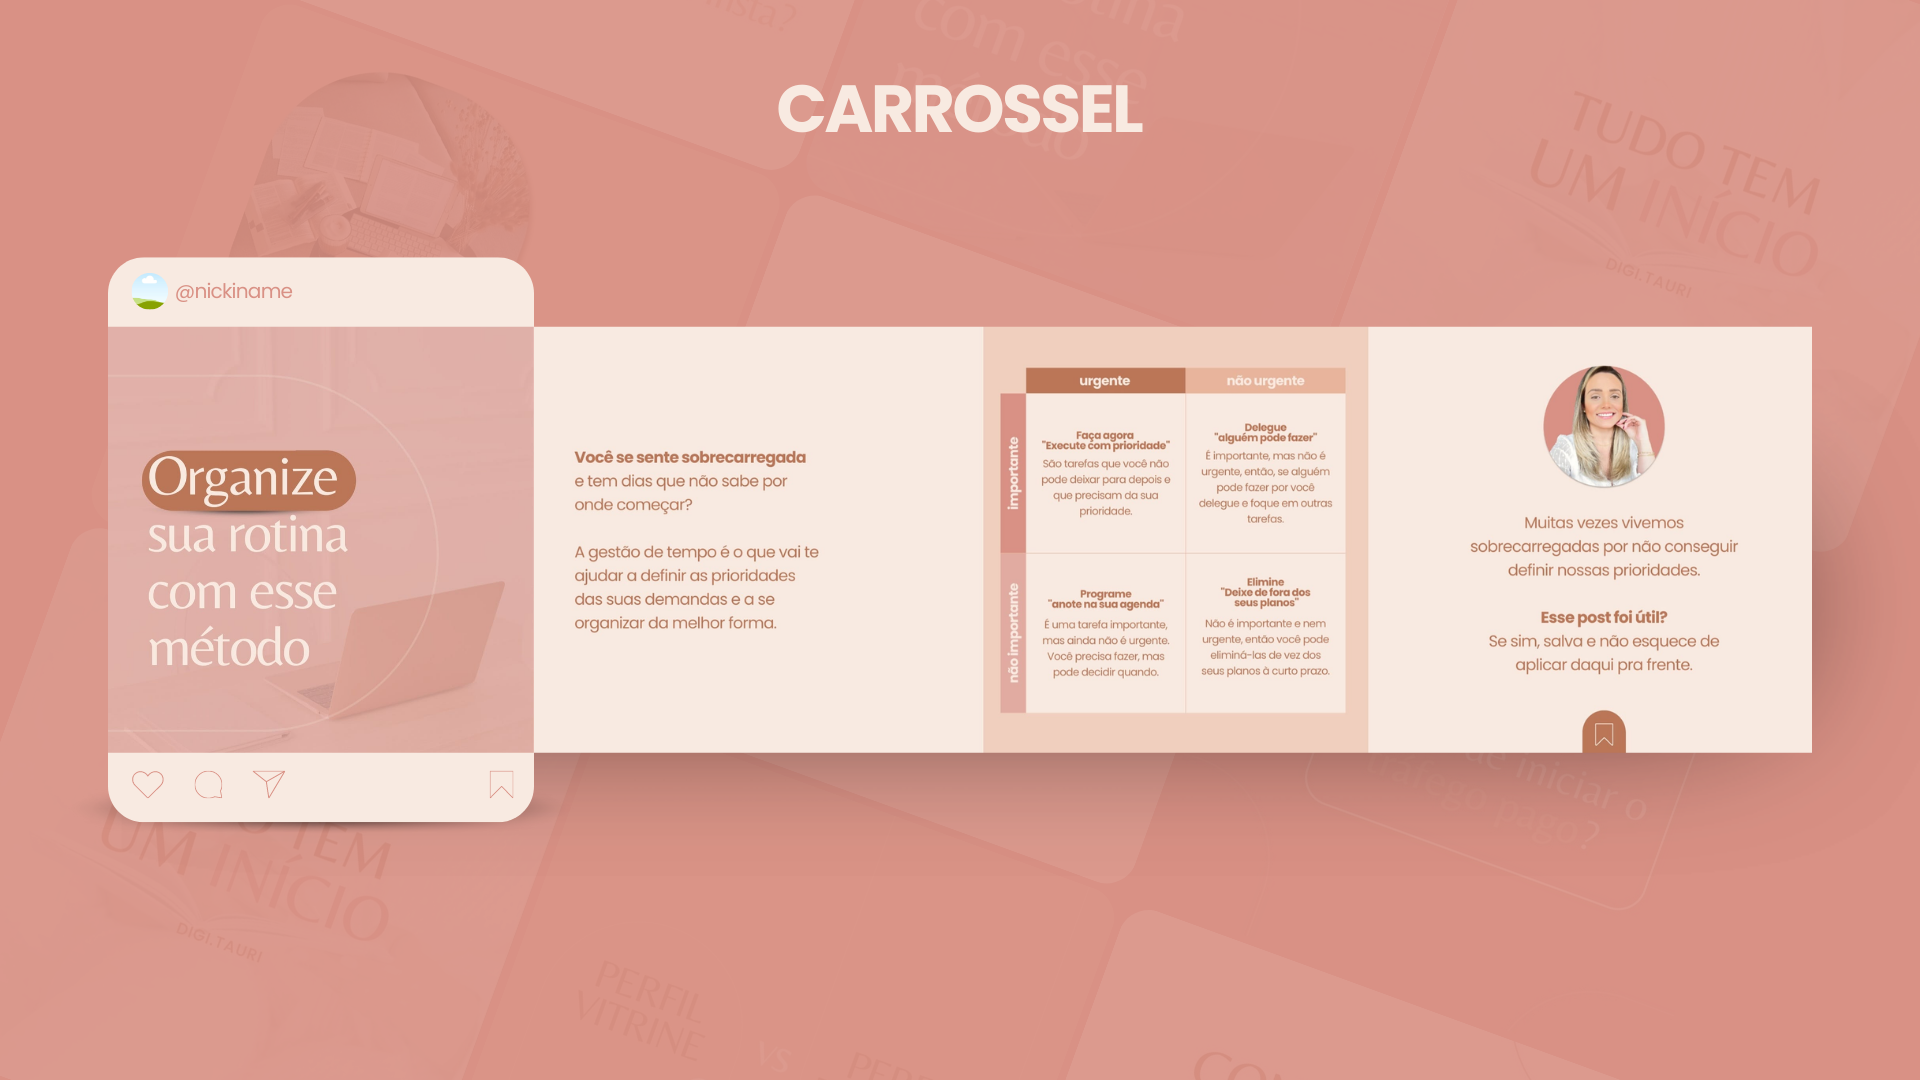 CARROSSEL
@nickiname
Organize
sua rotina
com esse
método
Você se sente sobrecarregada
e tem dias que não sabe por
onde começar?
A gestão de tempo é o que vai te
ajudar a definir as prioridades
das suas demandas e a se
organizar da melhor forma.
urgente
não urgente
importante
não importante
Faça agora
"Execute com prioridade"
São tarefas que você não
pode deixar para depois e
que precisam da sua
prioridade.
Delegue
"alguém pode fazer"
É importante, mas não é
urgente, então, se alguém
pode fazer por você
delegue e foque em outras
tarefas.
Programe
"anote na sua agenda"
É uma tarefa importante,
mas ainda não é urgente.
Você precisa fazer, mas
pode decidir quando.
Elimine
"Deixe de fora dos
seus planos"
Não é importante e nem
urgente, então você pode
eliminá-las de vez dos
seus planos à curto prazo.
Muitas vezes vivemos
sobrecarregadas por não conseguir
definir nossas prioridades.
Esse post foi útil?
Se sim, salva e não esquece de
aplicar daqui pra frente.
rotina
com esse
método
TUDO TEM
UM INÍCIO
DIGI.TAURI
de iniciar o
tráfego pago?
TEM
UM INÍCIO
DIGI.TAURI
PERFIL
VITRINE
VS
PERFIL